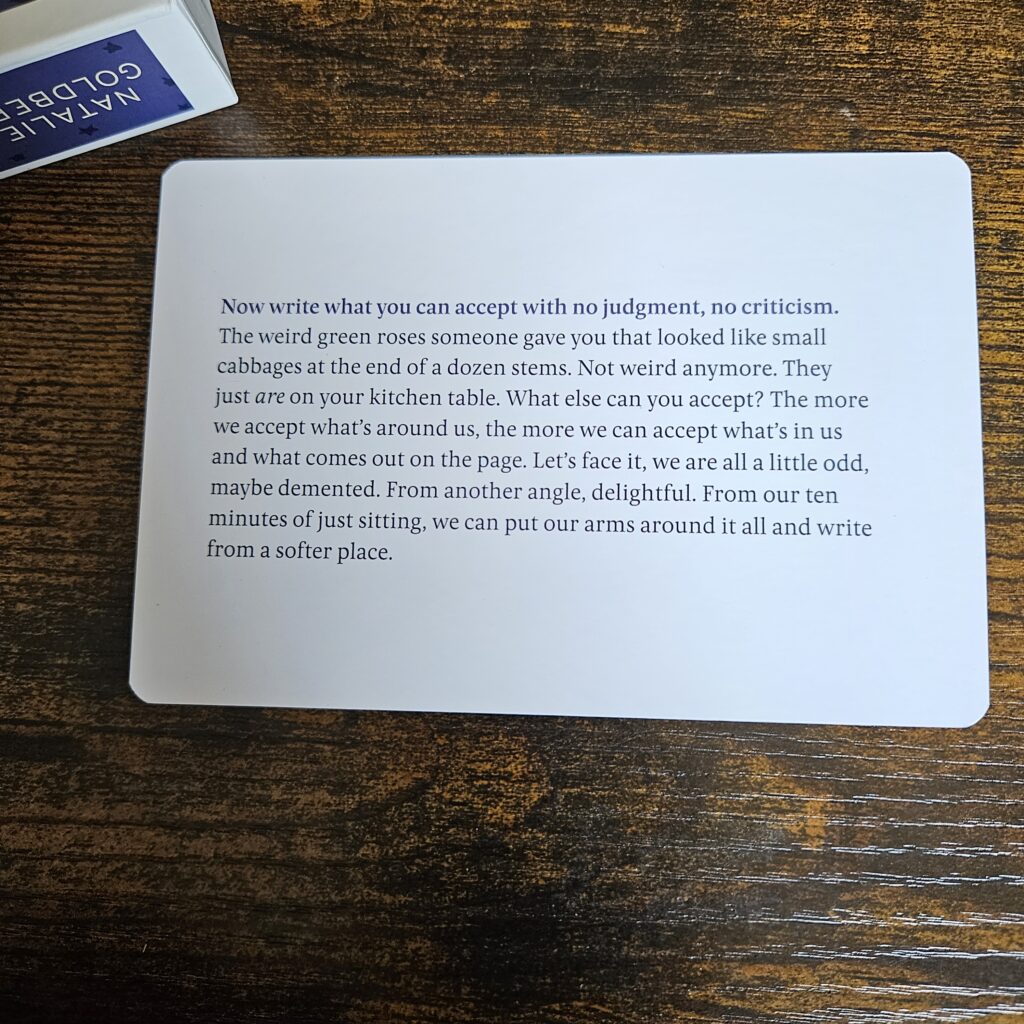 NATALIE
Now write what you can accept with no judgment, no criticism.
The weird green roses someone gave you that looked like small
cabbages at the end of a dozen stems. Not weird anymore. They
just are on your kitchen table. What else can you accept? The more
we accept what's around us, the more we can accept what's in us
and what comes out on the page. Let's face it, we are all a little odd,
maybe demented. From another angle, delightful. From our ten
minutes of just sitting, we can put our arms around it all and write
from a softer place.